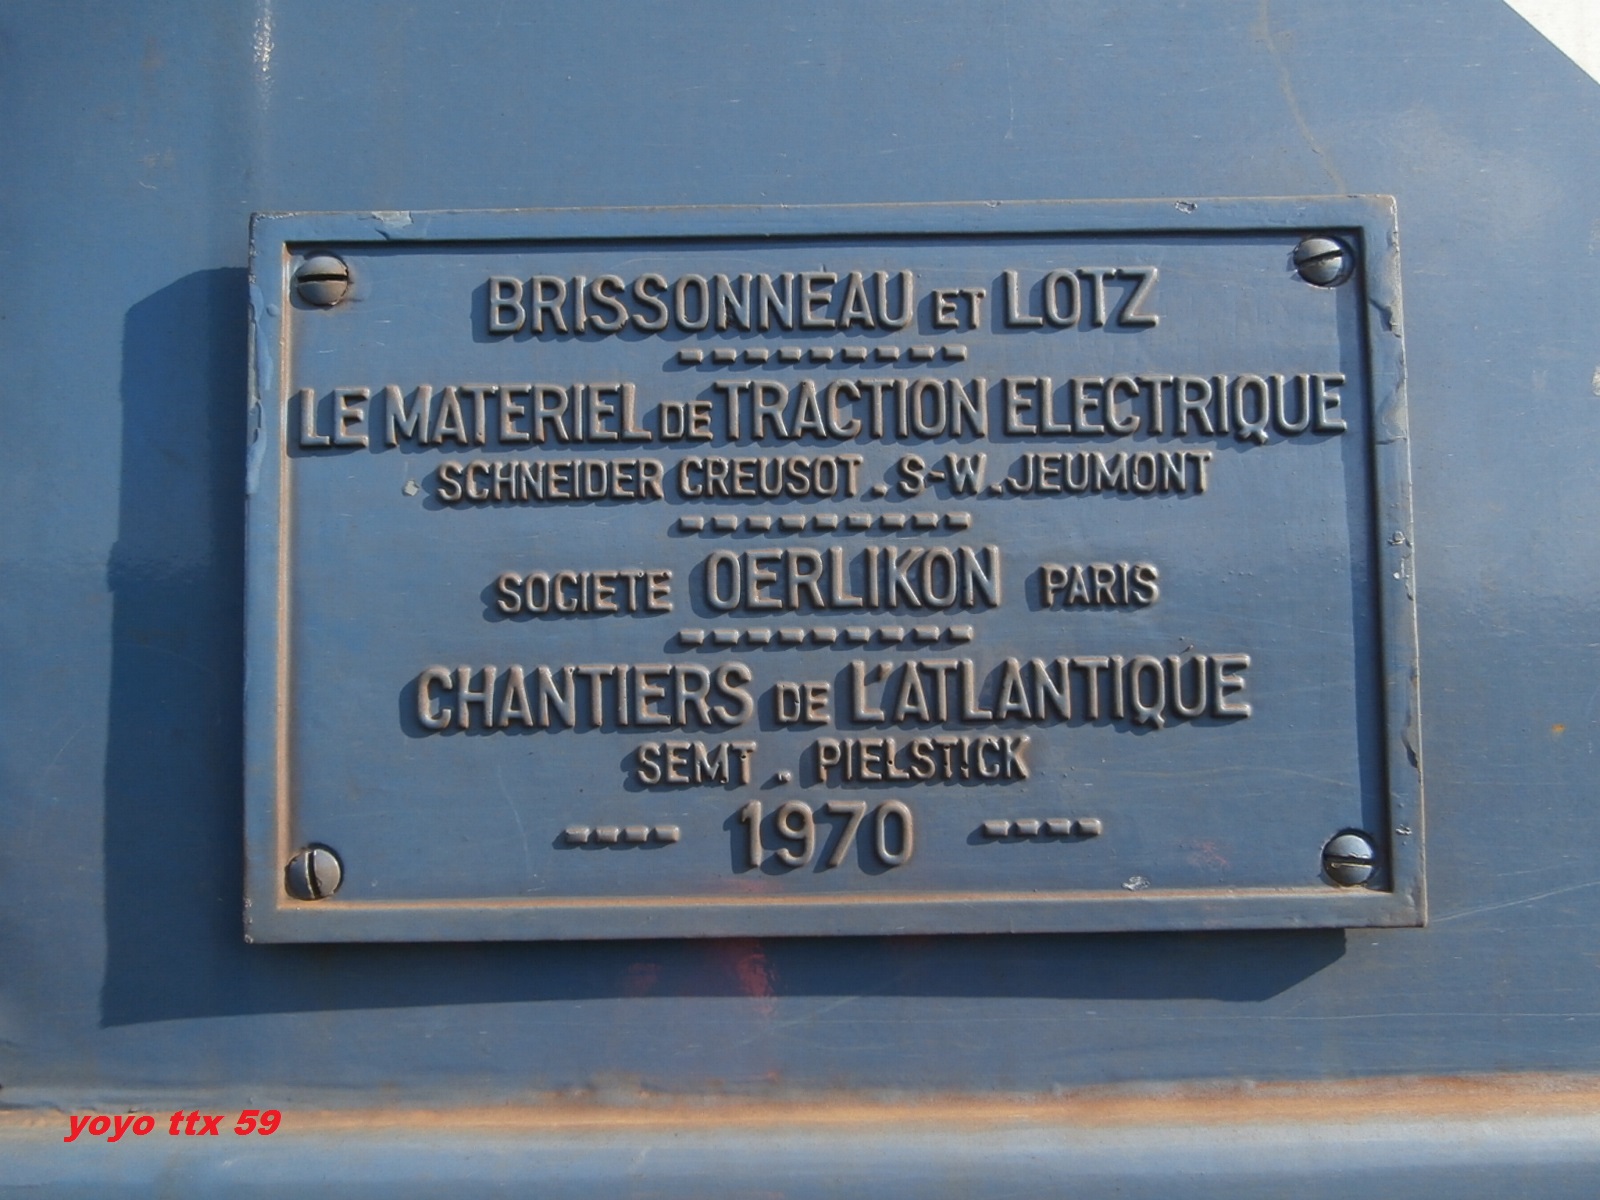 BRISSONNEAU ET LOTZ
LE MATERIEL DE TRACTION ELECTRIQUE
SCHNEIDER CREUSOT . S-W . JEUMONT
SOCIETE OERLIKON PARIS
CHANTIERS DE L'ATLANTIQUE
SEMT . PIELSTICK
---- 1970 ----
yoyo ttx 59